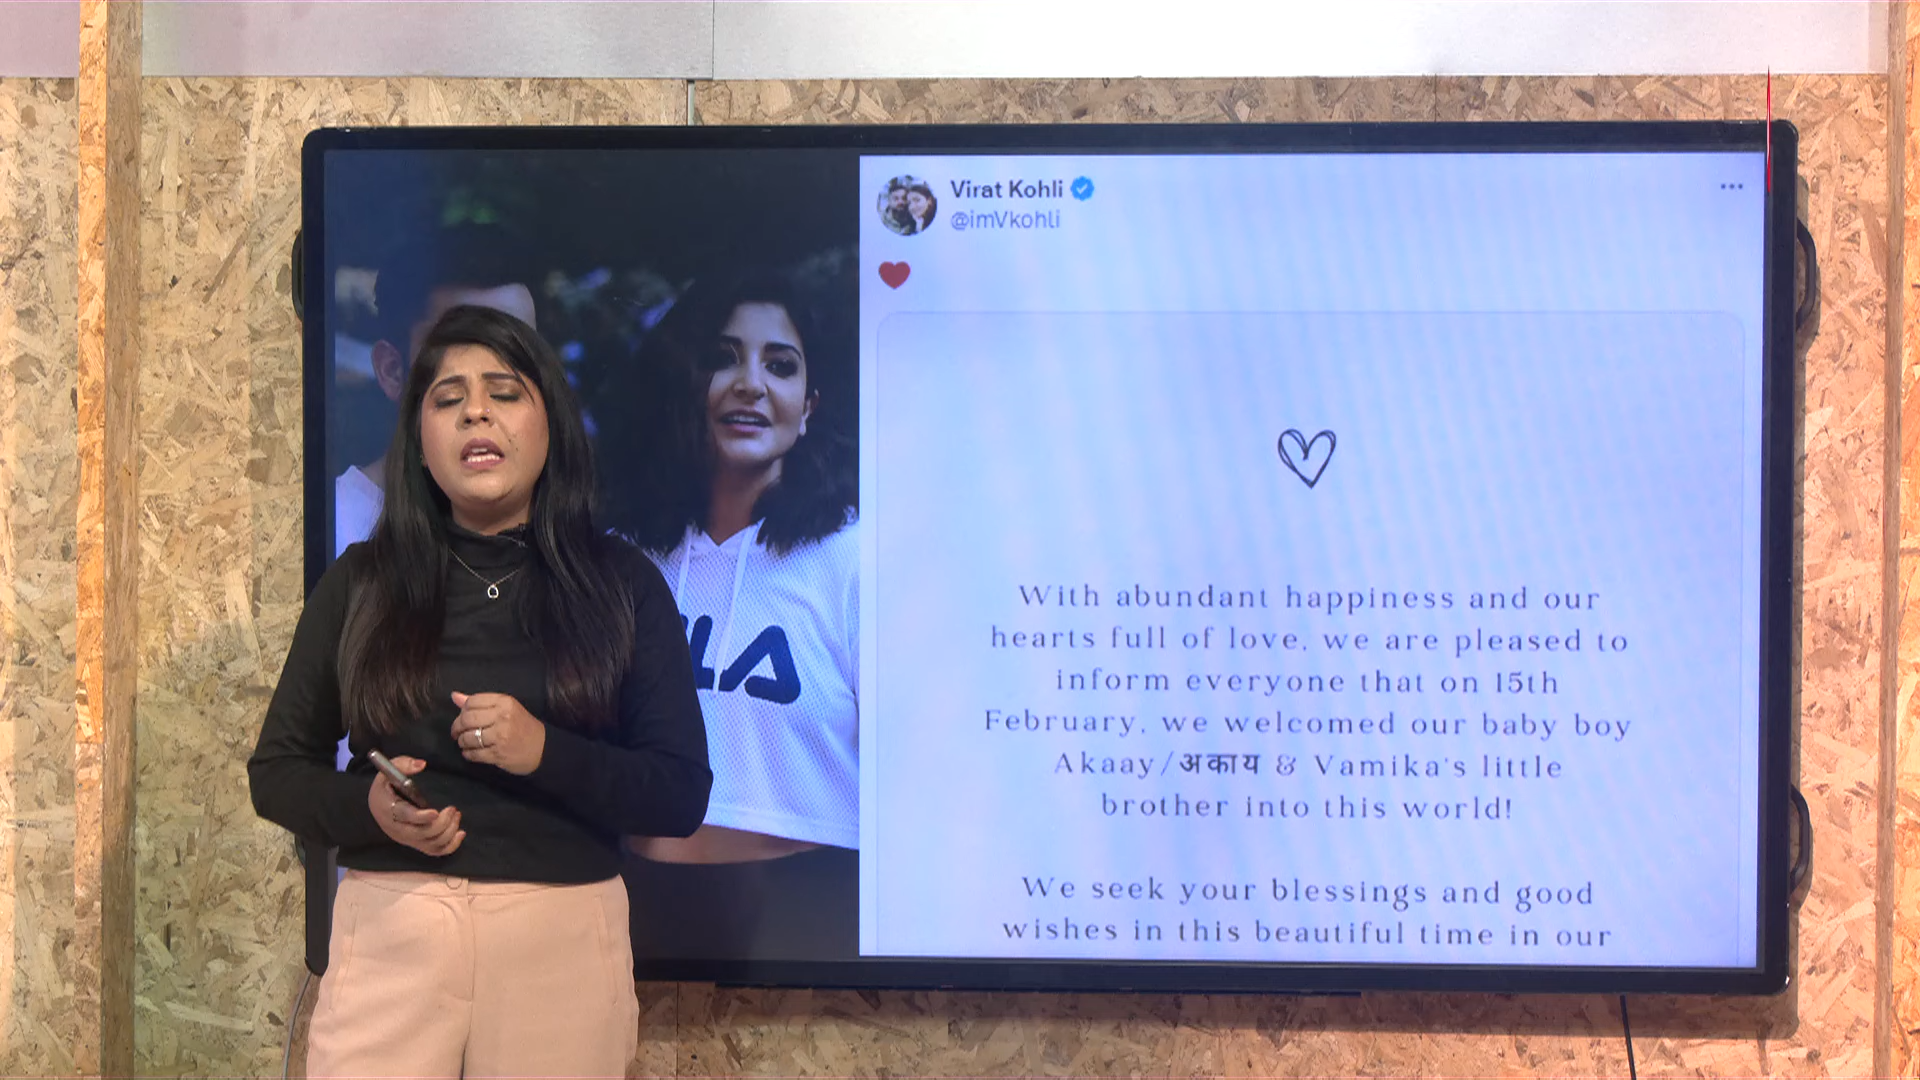 Virat Kohli
@imVkohli
With abundant happiness and our
hearts full of love, we are pleased to
inform everyone that on 15th
February, we welcomed our baby boy
Akaay/अकाय & Vamika's little
brother into this world!
We seek your blessings and good
wishes in this beautiful time in our
LA